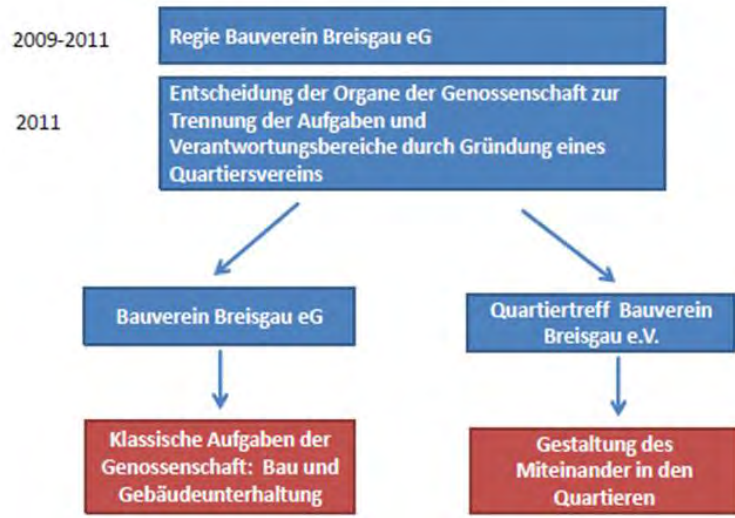 2009-2011
Regie Bauverein Breisgau eG
2011
Entscheidung der Organe der Genossenschaft zur
Trennung der Aufgaben und
Verantwortungsbereiche durch Gründung eines
Quartiersvereins
Bauverein Breisgau eG
Quartiertreff Bauverein
Breisgau e.V.
Klassische Aufgaben der
Genossenschaft: Bau und
Gebäudeunterhaltung
Gestaltung des
Miteinander in den
Quartieren